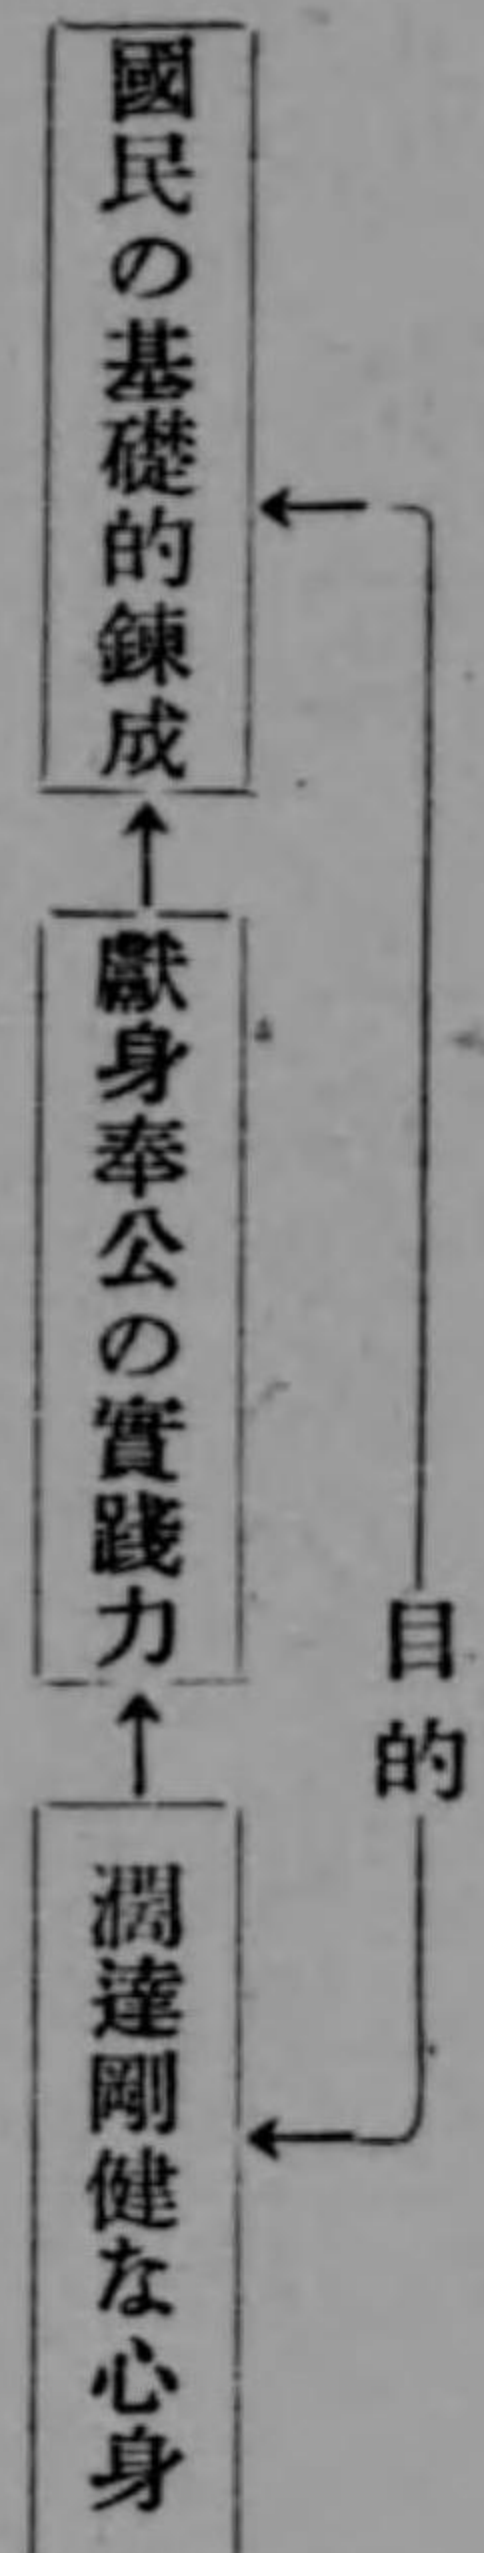 目的
國民の基礎的鍊成
獻身奉公の實踐力
濶達剛健な心身